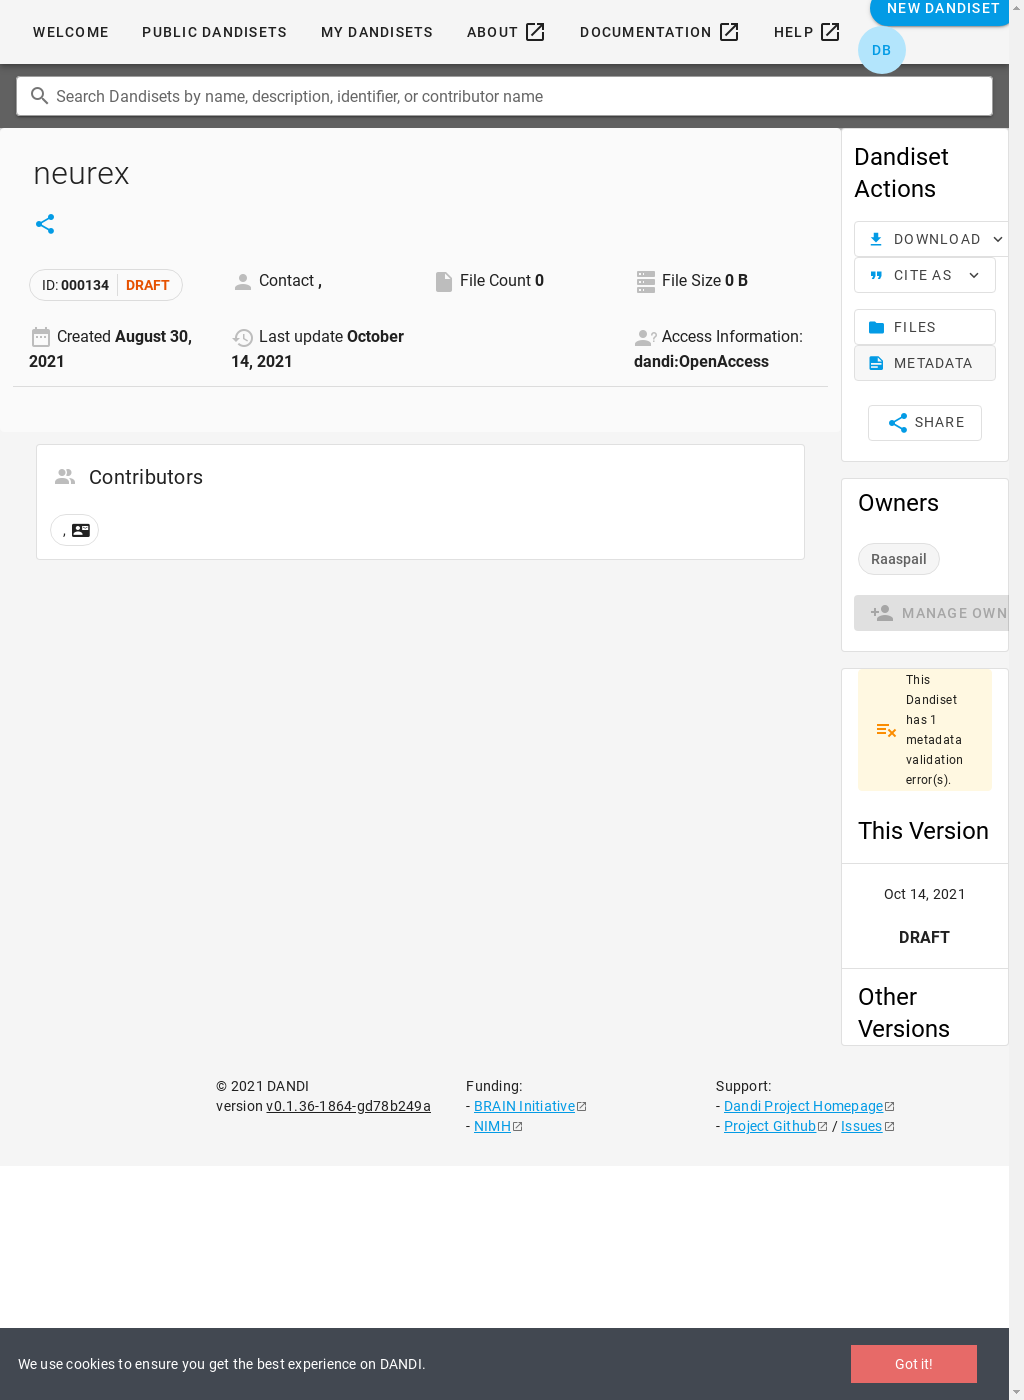 NEW DANDISET
WELCOME PUBLIC DANDISETS MY DANDISETS ABOUT DOCUMENTATION HELP
DB
Search Dandisets by name, description, identifier, or contributor name
neurex
ID: 000134 DRAFT
Contact ,
File Count 0
File Size 0 B
Created August 30,
2021
Last update October
14, 2021
Access Information:
dandi:OpenAccess
Contributors
,
Dandiset
Actions
DOWNLOAD
CITE AS
FILES
METADATA
SHARE
Owners
Raaspail
MANAGE OWN
This
Dandiset
has 1
metadata
validation
error(s).
This Version
Oct 14, 2021
DRAFT
Other
Versions
© 2021 DANDI
version v0.1.36-1864-gd78b249a
Funding:
- BRAIN Initiative
- NIMH
Support:
- Dandi Project Homepage
- Project Github / Issues
We use cookies to ensure you get the best experience on DANDI.
Got it!